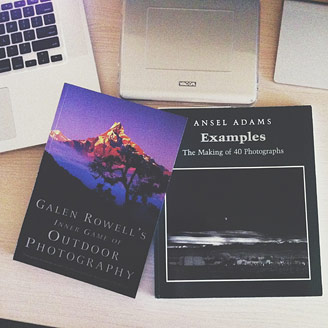 ANSEL ADAMS
Examples
The Making of 40 Photographs
GALEN ROWELL'S
INNER GAME OF
OUTDOOR
PHOTOGRAPHY